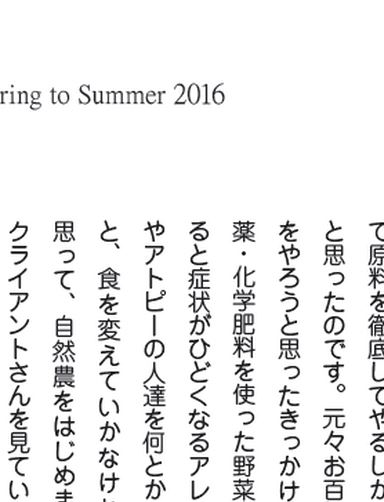 ring to Summer 2016
て原料を徹底してやるしか
と思ったのです。元々お百
をやろうと思ったきっかけ
薬・化学肥料を使った野菜
ると症状がひどくなるアレ
やアトピーの人達を何とか
と、食を変えていかなけ
思って、自然農をはじめま
クライアントさんを見てい